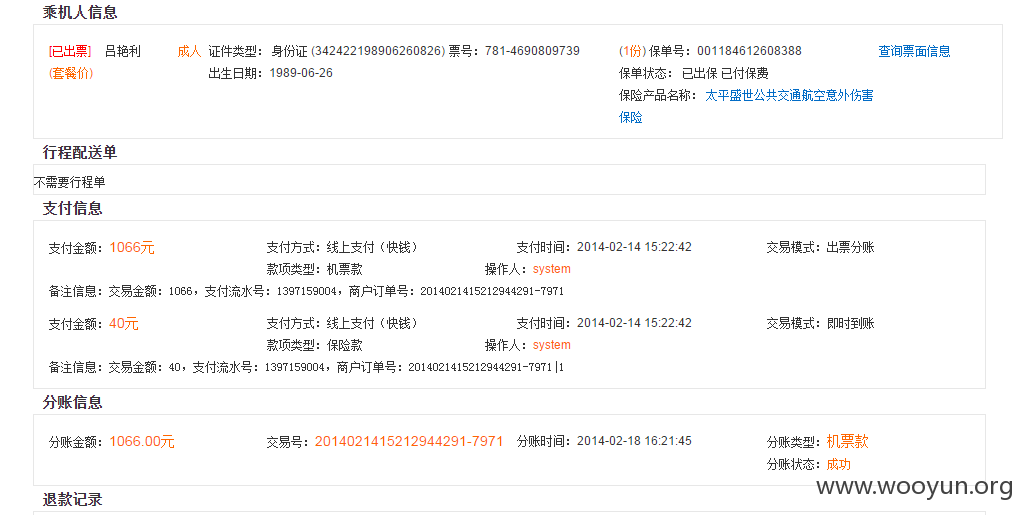 乘机人信息
[已出票] 吕艳利 成人 证件类型： 身份证 (342422198906260826) 票号：781-4690809739 (1份) 保单号：001184612608388 查询票面信息
(套餐价) 出生日期：1989-06-26 保单状态： 已出保 已付保费
保险产品名称： 太平盛世公共交通航空意外伤害
保险
行程配送单
不需要行程单
支付信息
支付金额：1066元 支付方式：线上支付（快钱） 支付时间：2014-02-14 15:22:42 交易模式：出票分账
款项类型：机票款 操作人：system
备注信息：交易金额：1066，支付流水号：1397159004，商户订单号：2014021415212944291-7971
支付金额：40元 支付方式：线上支付（快钱） 支付时间：2014-02-14 15:22:42 交易模式：即时到账
款项类型：保险款 操作人：system
备注信息：交易金额：40，支付流水号：1397159004，商户订单号：2014021415212944291-7971|1
分账信息
分账金额：1066.00元 交易号：2014021415212944291-7971 分账时间：2014-02-18 16:21:45 分账类型：机票款
分账状态：成功
www.wooyun.org
退款记录